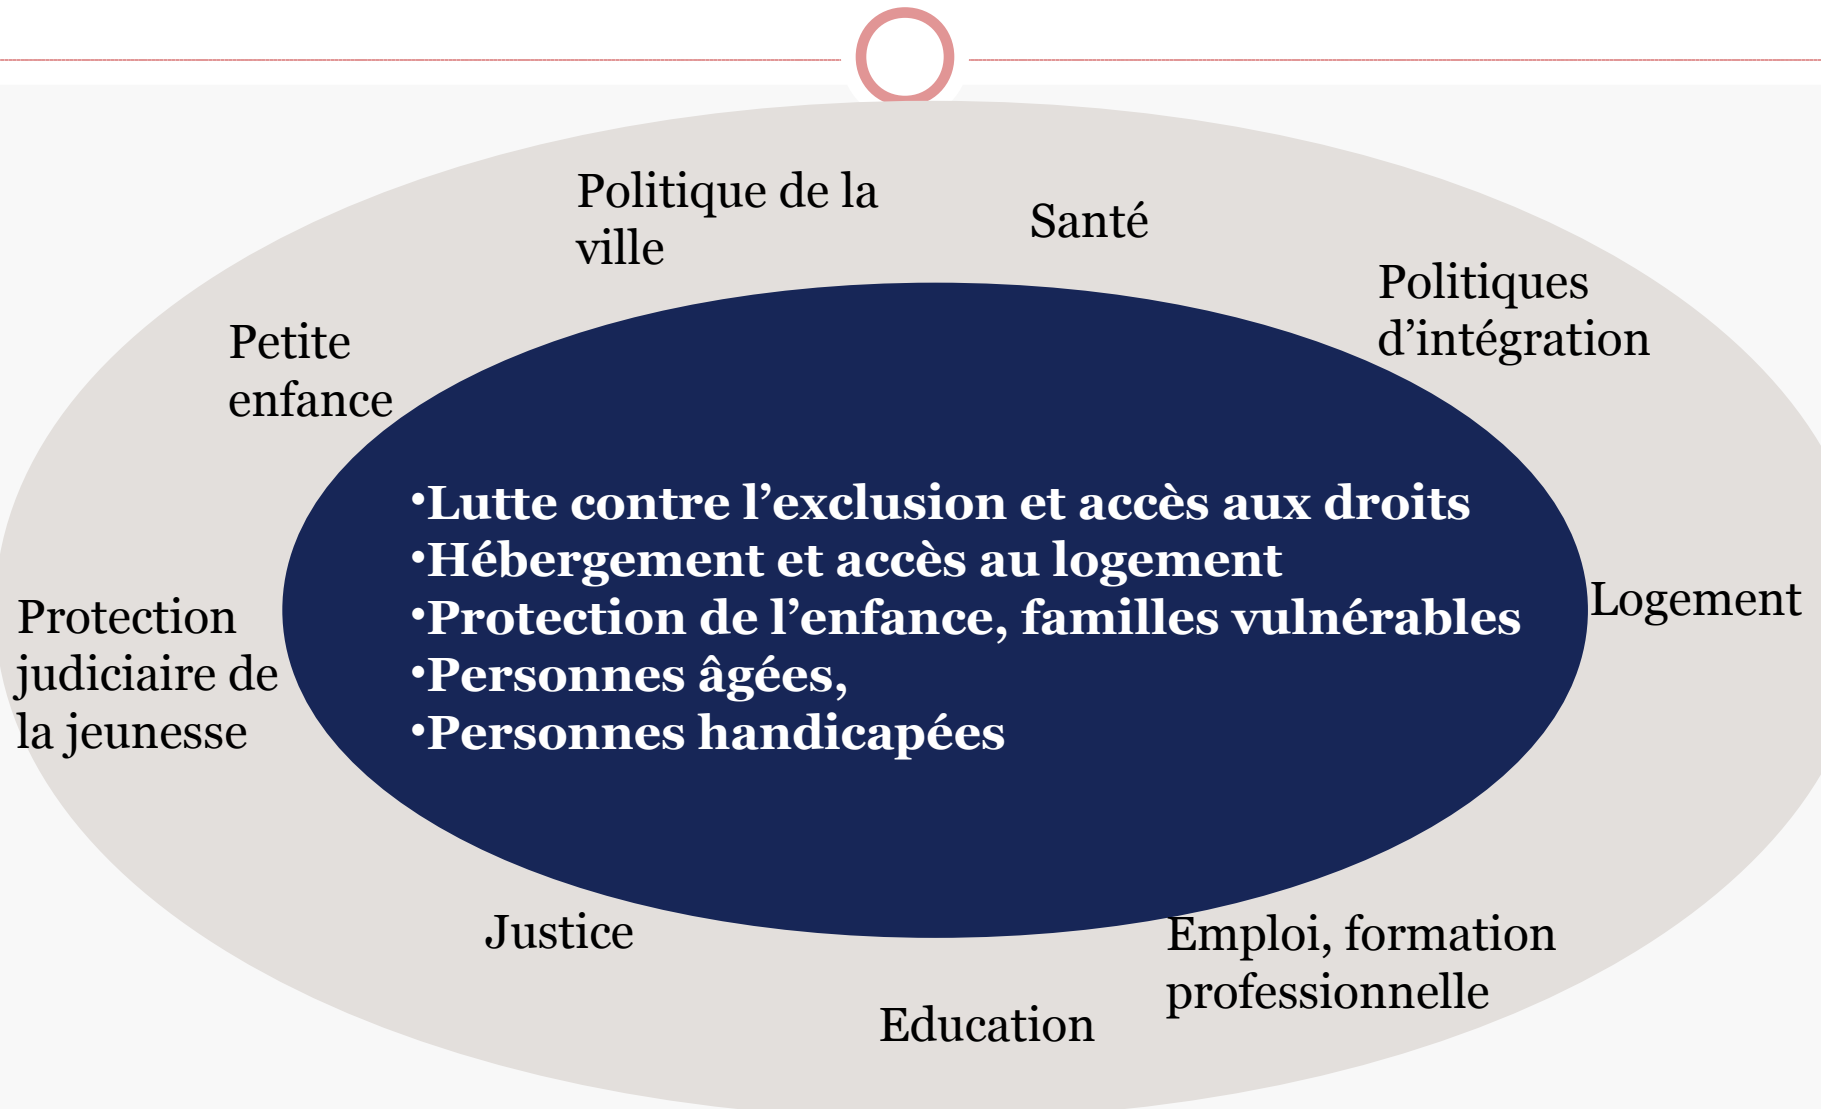 Politique de la
ville
Santé
Politiques
d’intégration
Petite
enfance
•Lutte contre l’exclusion et accès aux droits
•Hébergement et accès au logement
•Protection de l’enfance, familles vulnérables
•Personnes âgées,
•Personnes handicapées
Logement
Protection
judiciaire de
la jeunesse
Justice
Emploi, formation
professionnelle
Education